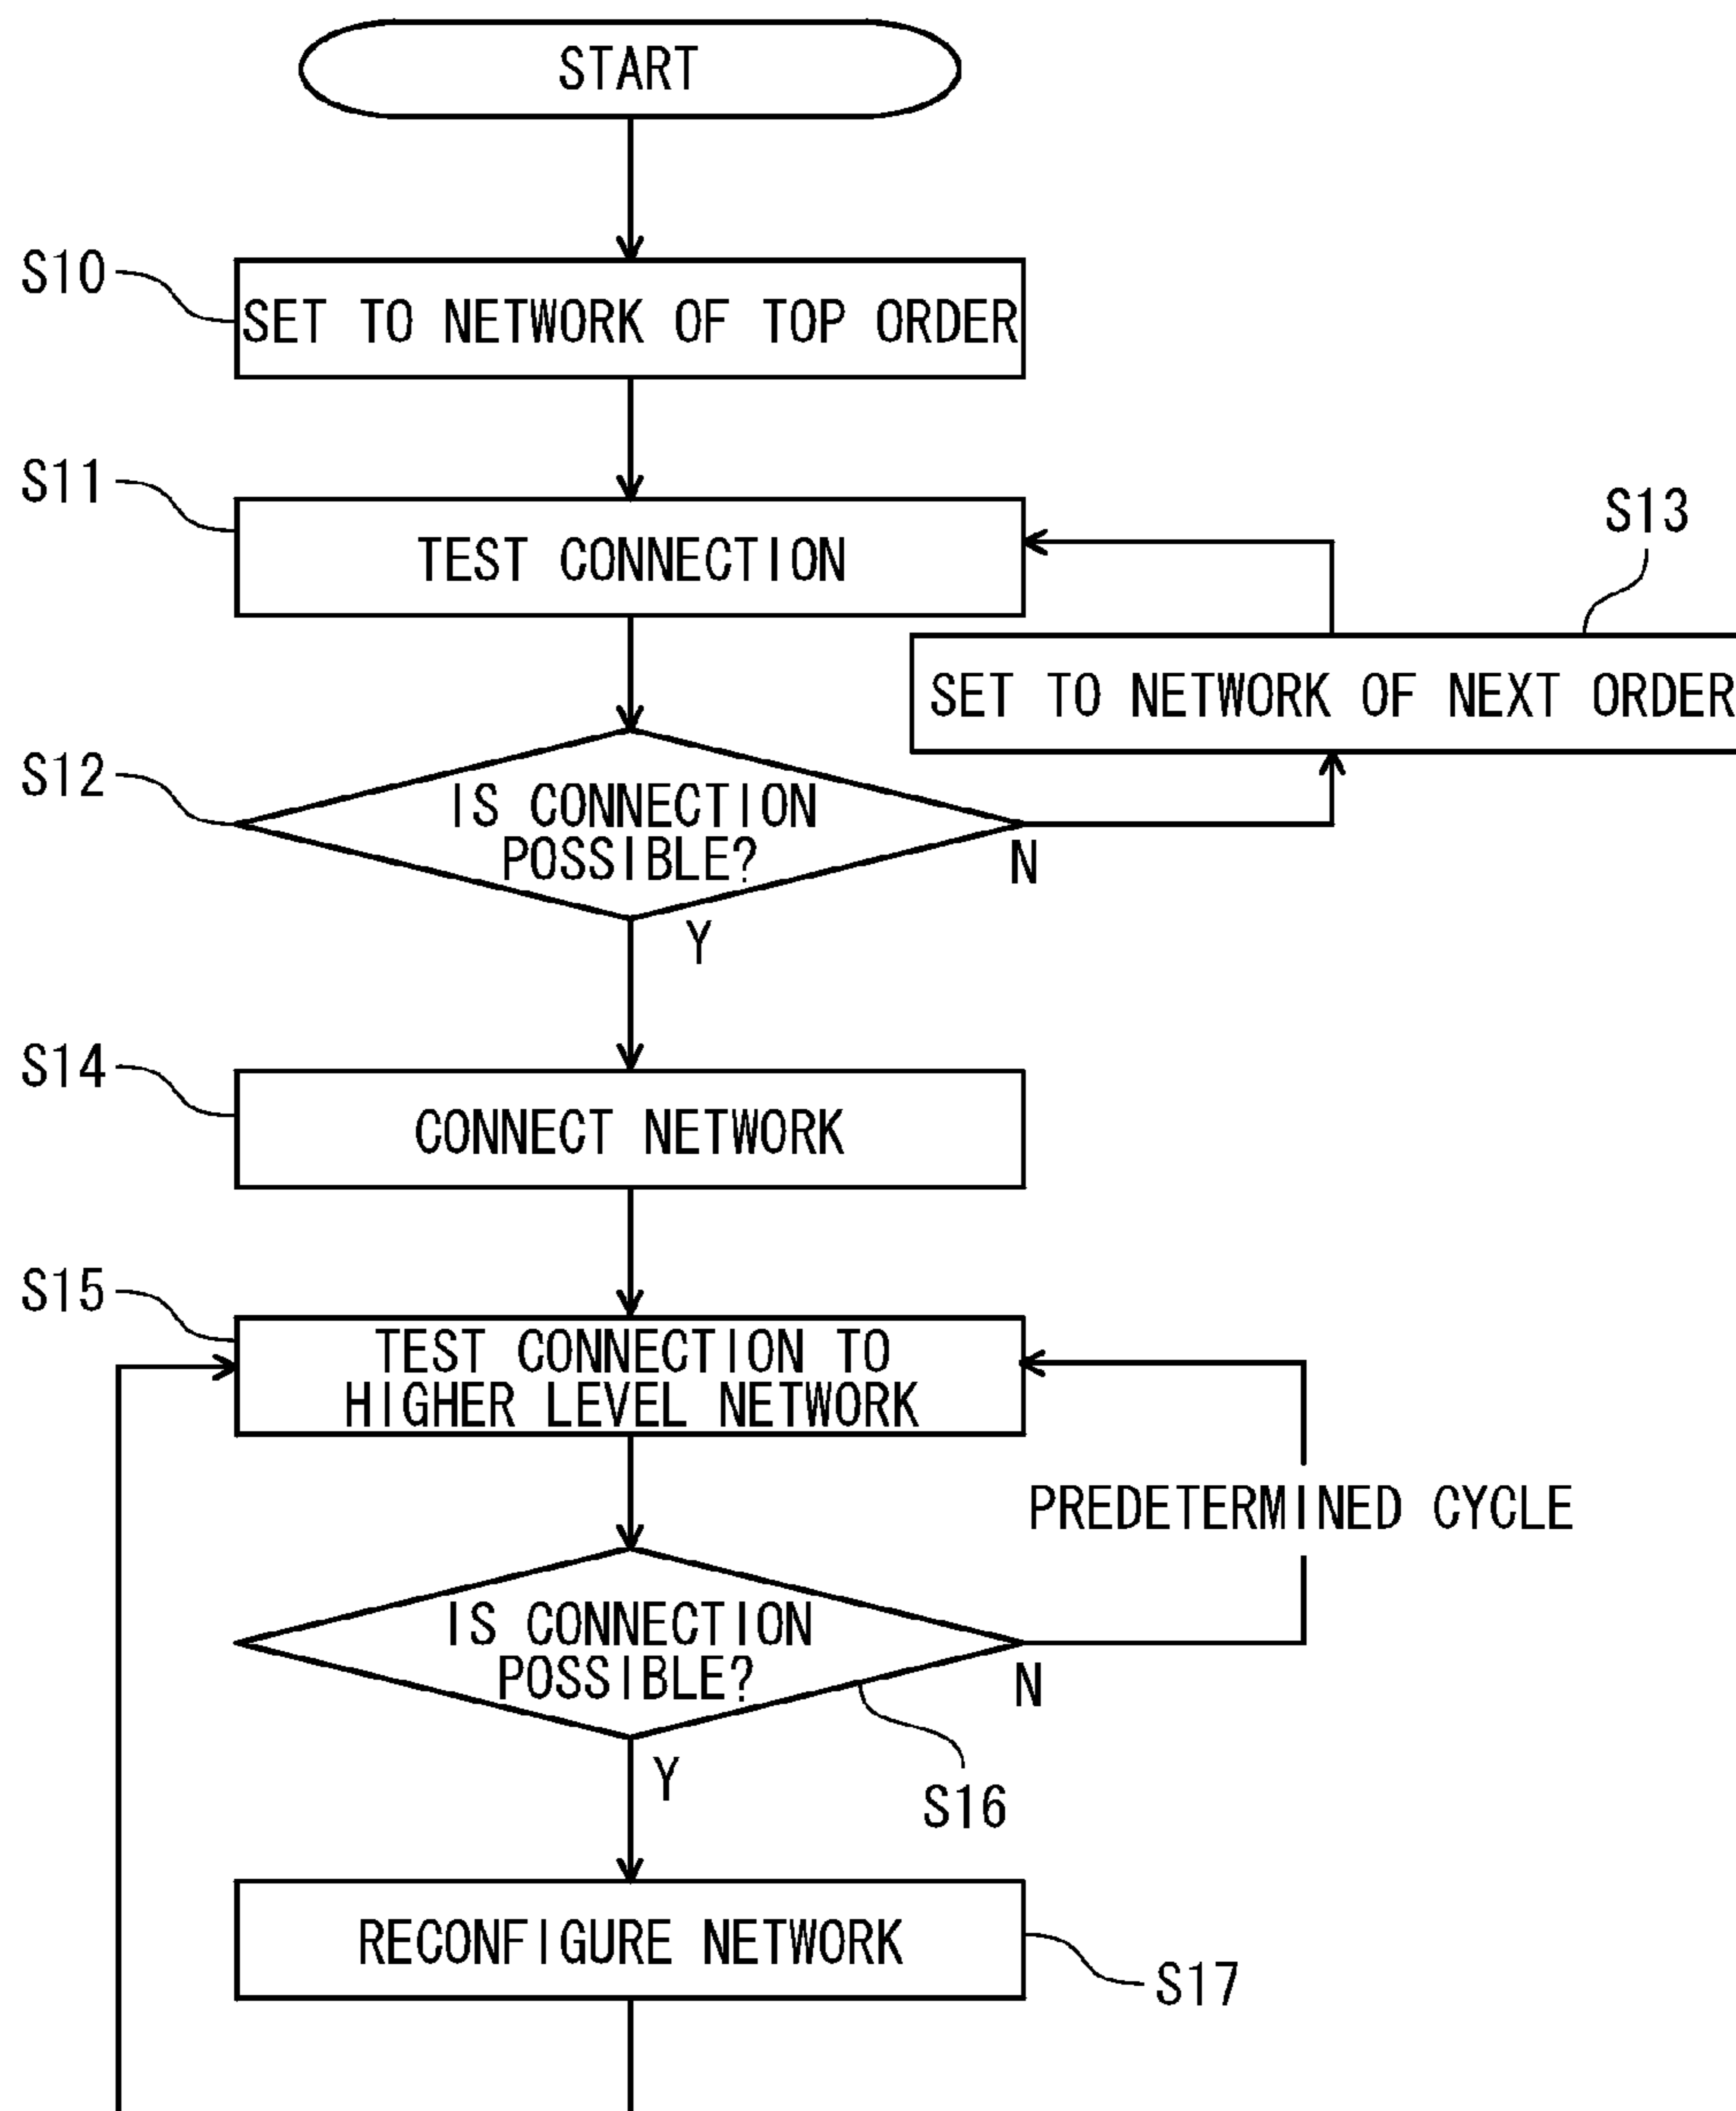 START
S10
SET TO NETWORK OF TOP ORDER
S11
TEST CONNECTION
S13
SET TO NETWORK OF NEXT ORDER
S12
IS CONNECTION
POSSIBLE?
N
Y
S14
CONNECT NETWORK
S15
TEST CONNECTION TO
HIGHER LEVEL NETWORK
PREDETERMINED CYCLE
IS CONNECTION
POSSIBLE?
N
Y
S16
RECONFIGURE NETWORK
S17